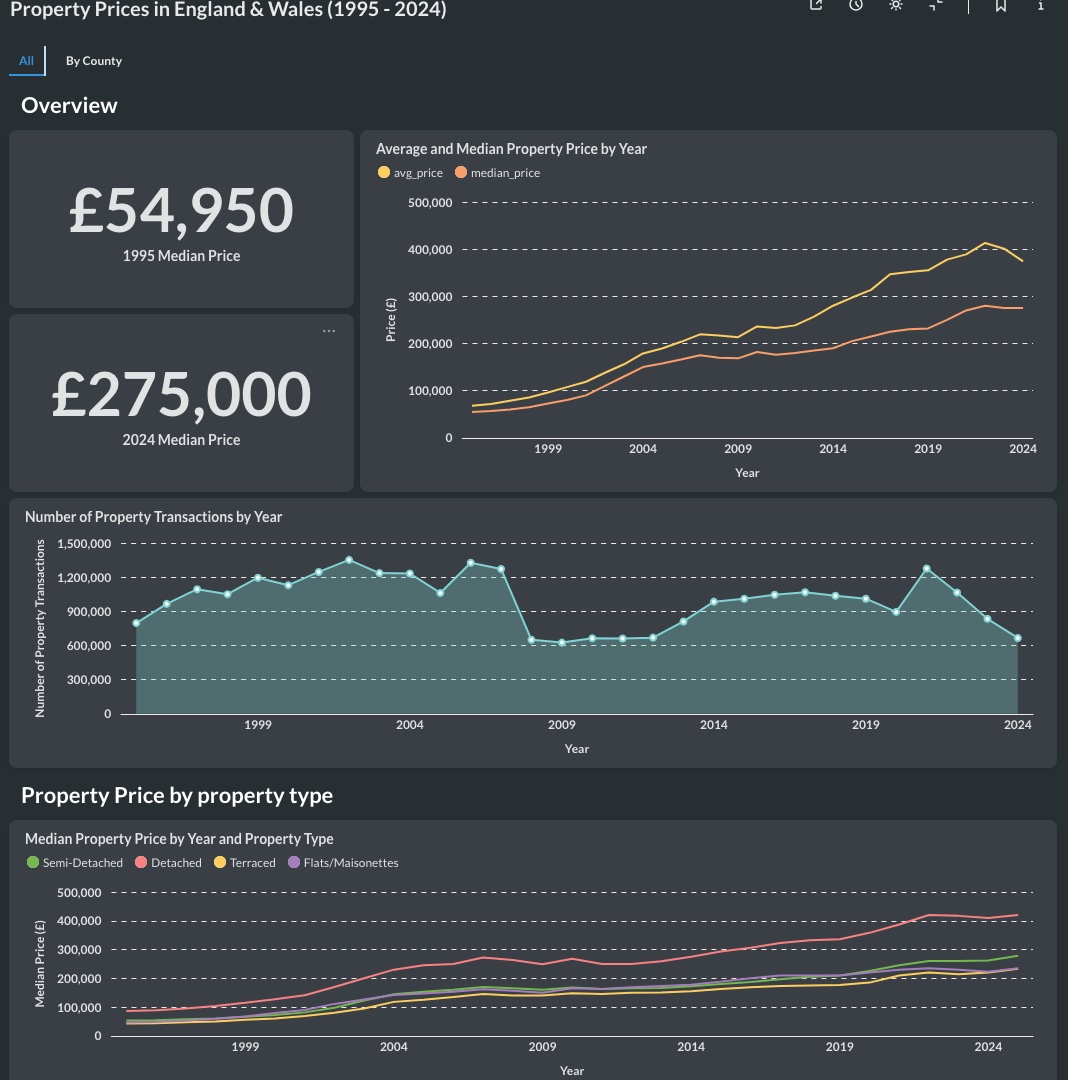 Property Prices in England & Wales (1995 - 2024)
All
By County
Overview
£54,950
1995 Median Price
£275,000
2024 Median Price
Average and Median Property Price by Year
avg_price median_price
Price (£)
500,000
400,000
300,000
200,000
100,000
0
1999 2004 2009 2014 2019 2024
Year
Number of Property Transactions by Year
Number of Property Transactions
1,500,000
1,200,000
900,000
600,000
300,000
0
1999 2004 2009 2014 2019 2024
Year
Property Price by property type
Median Property Price by Year and Property Type
Semi-Detached Detached Terraced Flats/Maisonettes
Median Price (£)
500,000
400,000
300,000
200,000
100,000
0
1999 2004 2009 2014 2019 2024
Year